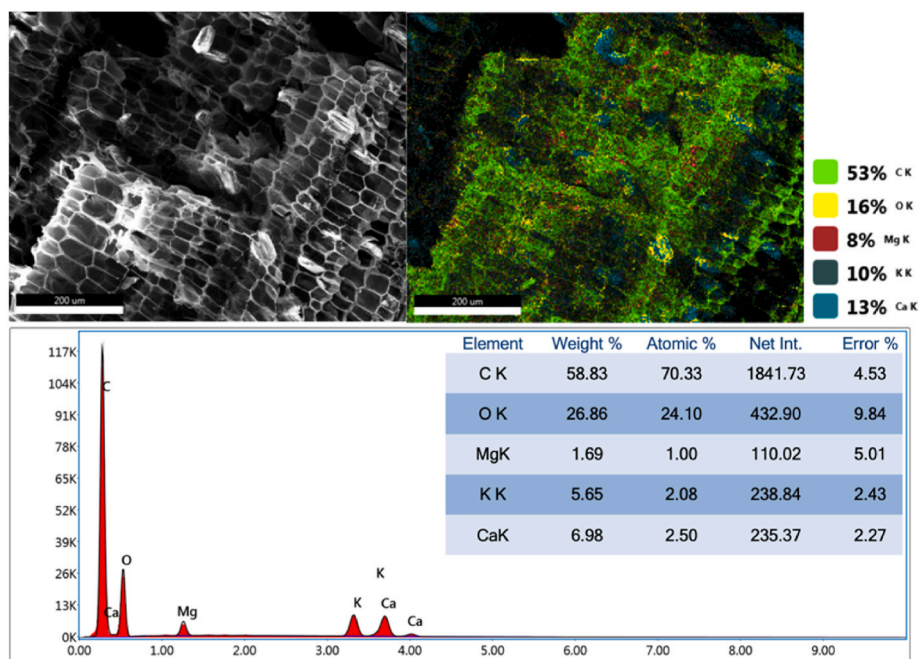 200 um
200 um
53% C K
16% O K
8% Mg K
10% K K
13% Ca K
Element Weight % Atomic % Net Int. Error %
C K 58.83 70.33 1841.73 4.53
O K 26.86 24.10 432.90 9.84
MgK 1.69 1.00 110.02 5.01
K K 5.65 2.08 238.84 2.43
CaK 6.98 2.50 235.37 2.27
117K
104K
91K
78K
65K
52K
39K
26K
13K
0K
C
Ca
O
Mg
K
K
Ca
Ca
0.00 1.00 2.00 3.00 4.00 5.00 6.00 7.00 8.00 9.00